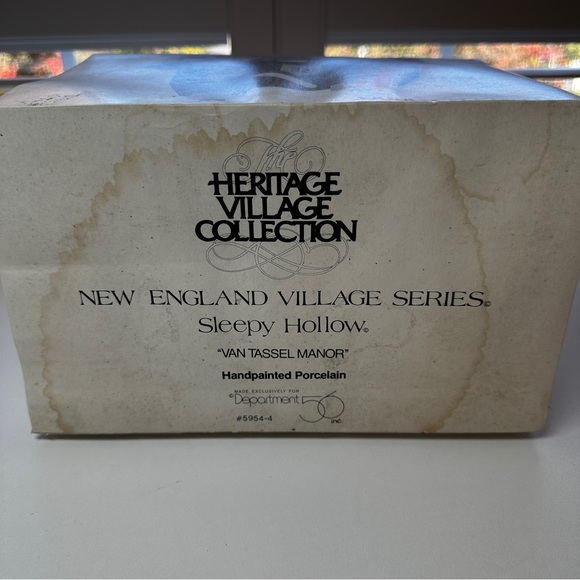 The
HERITAGE
VILLAGE
COLLECTION
NEW ENGLAND VILLAGE SERIES©
Sleepy Hollow©
"VAN TASSEL MANOR"
Handpainted Porcelain
MADE EXCLUSIVELY FOR
©Department 56 inc.
#5954-4